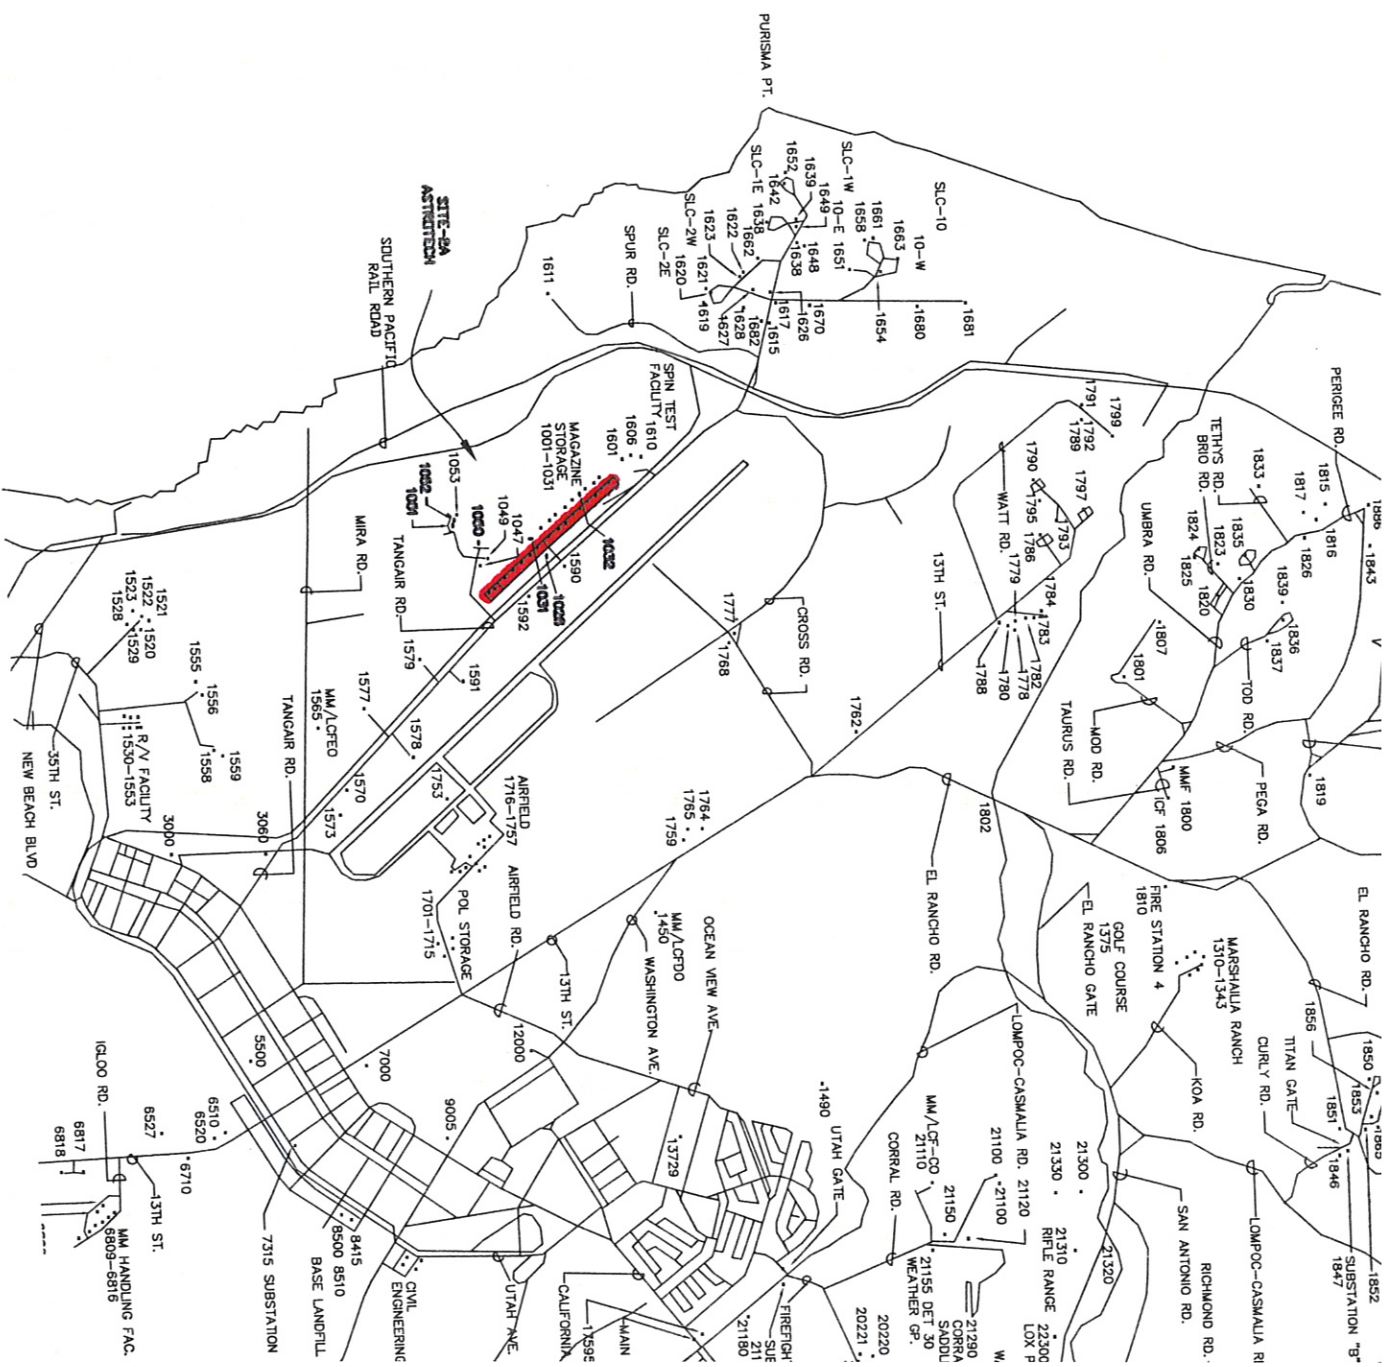 PURISMA PT.
SLC-10
10-W
SLC-1W
10-E
SLC-1E
SLC-2W
SLC-2E
1652
1639
1649
1642
1638
1661
1658
1663
1651
1648
1638
1662
1622
1623
1621
1620
1619
1627
1628
1682
1615
1617
1626
1670
1654
1680
1681
SITE-8A
ASTROTECH
SOUTHERN PACIFIC
RAIL ROAD
1611
SPUR RD.
SPIN TEST
FACILITY
1610
1606
1601
MAGAZINE
STORAGE
1001-1031
1053
1052
1001
1050
1049
1047
1032
1590
1031
1028
1592
MIRA RD.
TANGAIR RD.
1579
1591
1577
1578
MM/LCFEO
1565
TANGAIR RD.
1570
1573
1753
AIRFIELD
1716-1757
1521
1522
1523
1528
1520
1529
1555
1556
1558
1559
R/V FACILITY
1530-1553
35TH ST.
NEW BEACH BLVD
3000
3060
PERIGEE RD.
1791
1799
1792
1789
1790
1795
1797
1793
1786
WATT RD.
1779
1784
1783
1782
1778
1780
1788
13TH ST.
CROSS RD.
1777
1768
1762
1764
1765
1759
TETHYS RD.
BRIO RD.
1833
1815
1817
1816
1826
1886
1843
1824
1823
1835
1825
1820
1830
1839
1836
1837
UMBRA RD.
1807
1801
TOD RD.
MOD RD.
TAURUS RD.
PEGA RD.
MMF 1800
ICF 1806
1819
1802
EL RANCHO RD.
EL RANCHO GATE
FIRE STATION 4
1810
GOLF COURSE
1375
MARSHAILIA RANCH
1310-1343
EL RANCHO RD.
KOA RD.
1856
TITAN GATE
CURLY RD.
1850
1853
1851
1846
1852
SUBSTATION "B"
1847
LOMPOC-CASMALIA RD.
SAN ANTONIO RD.
RICHMOND RD.
AIRFIELD RD.
POL STORAGE
1701-1715
13TH ST.
WASHINGTON AVE.
MM/LCFDO
1450
OCEAN VIEW AVE.
12000
LOMPOC-CASMALIA RD.
1490
UTAH GATE
CORRAL RD.
MM/LCF-CO
21110
21100
21100
21120
21150
21330
21300
21310
RIFLE RANGE
21320
21155 DET 30
WEATHER GP.
21290
22300
20220
20221
21180
MAIN
17595
CALIFORNIA
UTAH AVE.
CIVIL
ENGINEERING
13729
9005
7000
5500
IGLOO RD.
6510
6520
6527
6817
6818
6710
13TH ST.
MM HANDLING FAC.
6809-6816
7315 SUBSTATION
8415
8500 8510
BASE LANDFILL